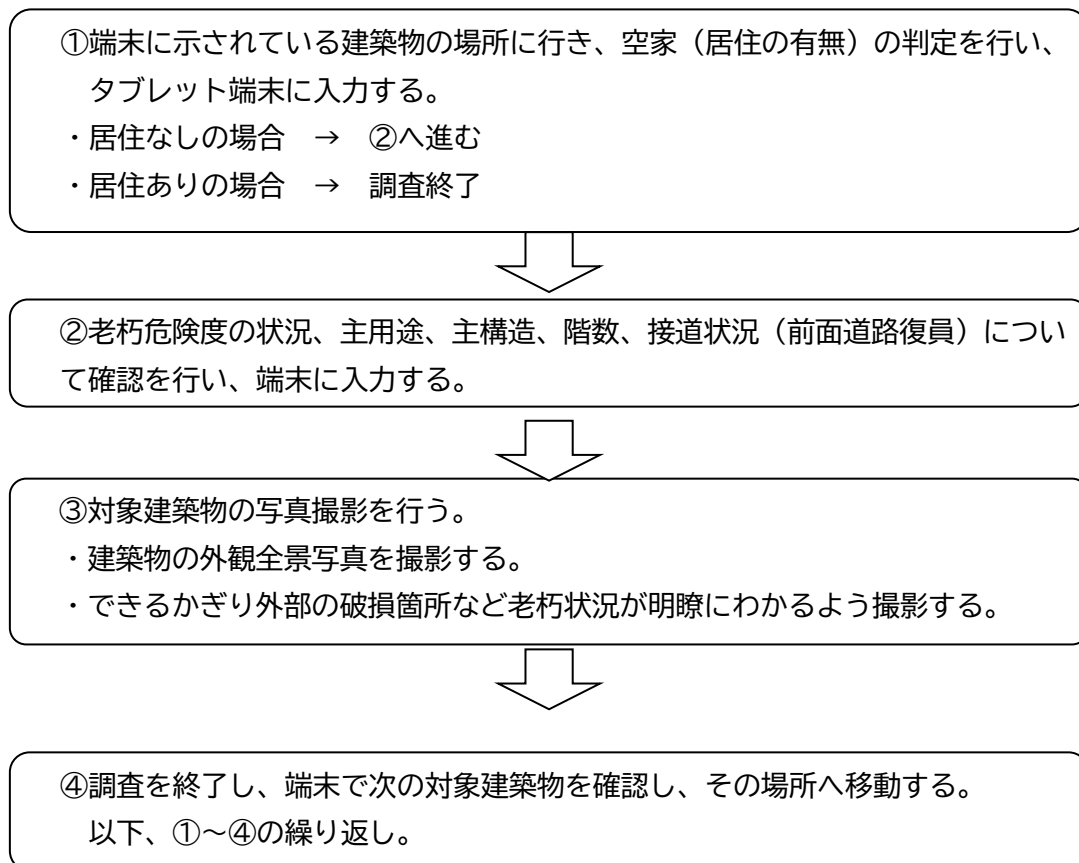 ①端末に示されている建築物の場所に行き、空家（居住の有無）の判定を行い、
タブレット端末に入力する。
・居住なしの場合　→　②へ進む
・居住ありの場合　→　調査終了
②老朽危険度の状況、主用途、主構造、階数、接道状況（前面道路復員）につい
て確認を行い、端末に入力する。
③対象建築物の写真撮影を行う。
・建築物の外観全景写真を撮影する。
・できるかぎり外部の破損箇所など老朽状況が明瞭にわかるよう撮影する。
④調査を終了し、端末で次の対象建築物を確認し、その場所へ移動する。
以下、①～④の繰り返し。